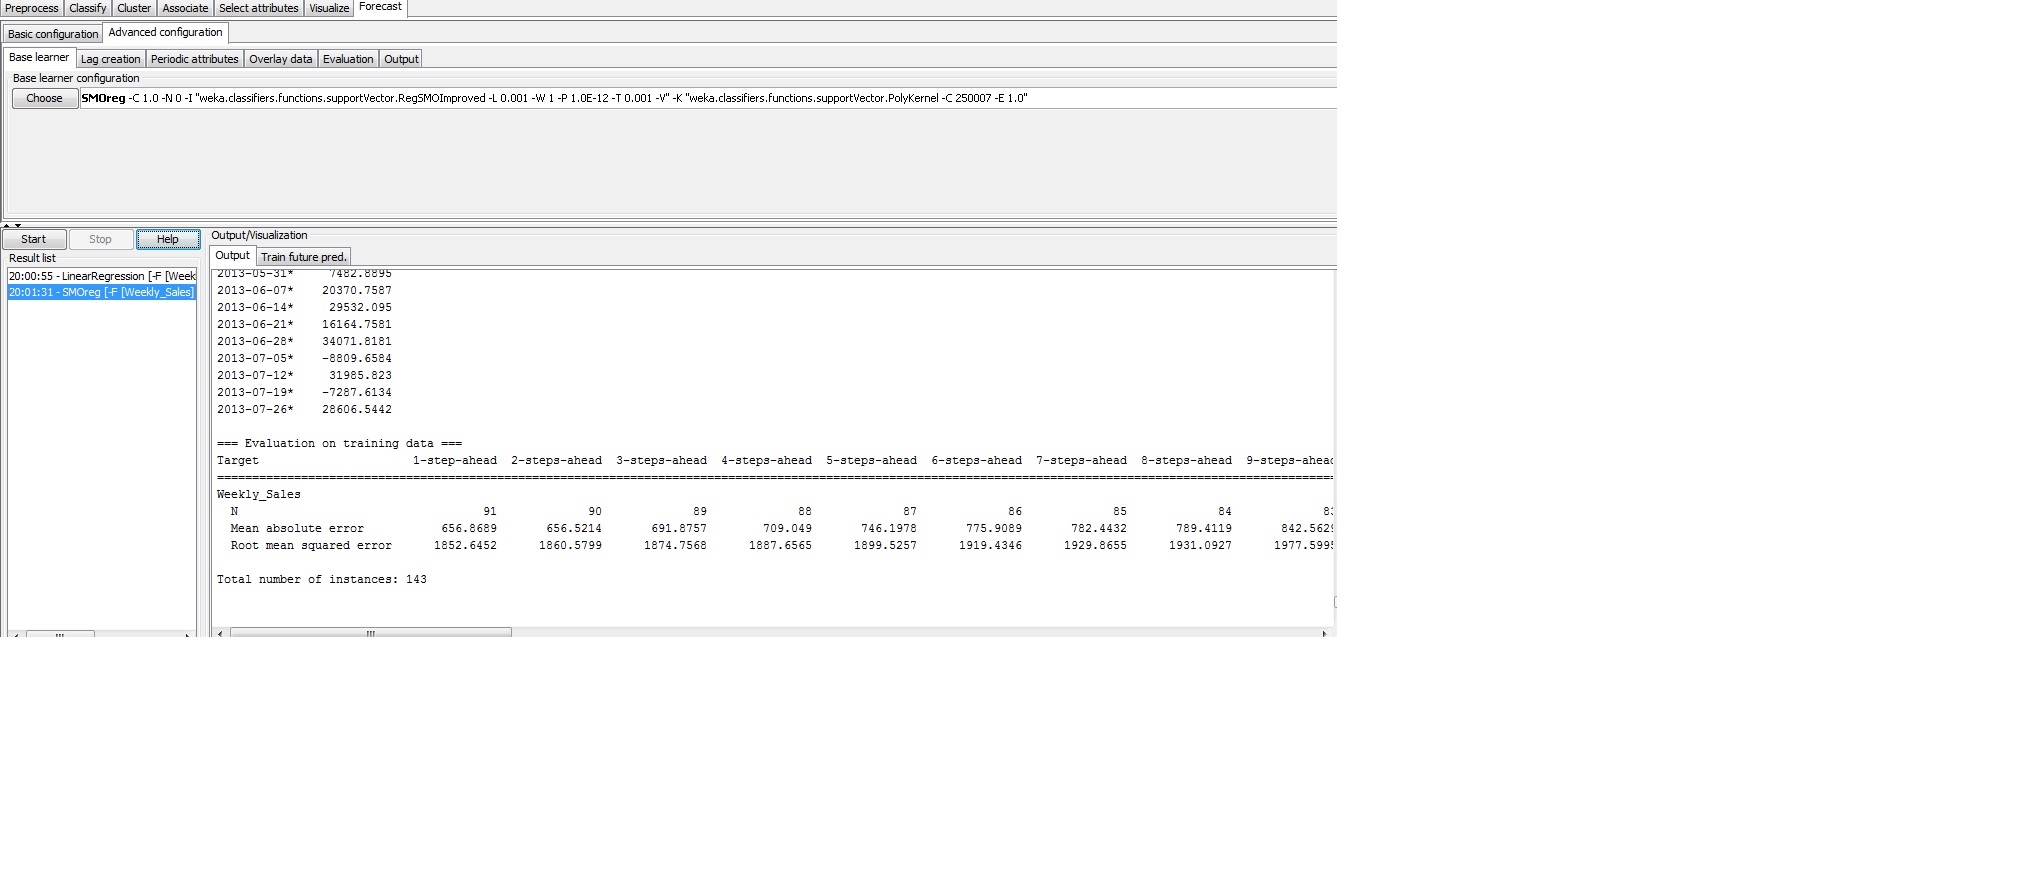 Preprocess Classify Cluster Associate Select attributes Visualize Forecast
Basic configuration Advanced configuration
Base learner Lag creation Periodic attributes Overlay data Evaluation Output
Base learner configuration
Choose SMOreg -C 1.0 -N 0 -I "weka.classifiers.functions.supportVector.RegSMOImproved -L 0.001 -W 1 -P 1.0E-12 -T 0.001 -V" -K "weka.classifiers.functions.supportVector.PolyKernel -C 250007 -E 1.0"
Start Stop Help
Result list
20:00:55 - LinearRegression [-F [Week
20:01:31 - SMOreg [-F [Weekly_Sales]
Output/Visualization
Output Train future pred.
2013-05-31* 7482.8895
2013-06-07* 20370.7587
2013-06-14* 29532.095
2013-06-21* 16164.7581
2013-06-28* 34071.8181
2013-07-05* -8809.6584
2013-07-12* 31985.823
2013-07-19* -7287.6134
2013-07-26* 28606.5442
=== Evaluation on training data ===
Target 1-step-ahead 2-steps-ahead 3-steps-ahead 4-steps-ahead 5-steps-ahead 6-steps-ahead 7-steps-ahead 8-steps-ahead 9-steps-ahead
Weekly_Sales
N 91 90 89 88 87 86 85 84 83
Mean absolute error 656.8689 656.5214 691.8757 709.049 746.1978 775.9089 782.4432 789.4119 842.5629
Root mean squared error 1852.6452 1860.5799 1874.7568 1887.6565 1899.5257 1919.4346 1929.8655 1931.0927 1977.5995
Total number of instances: 143